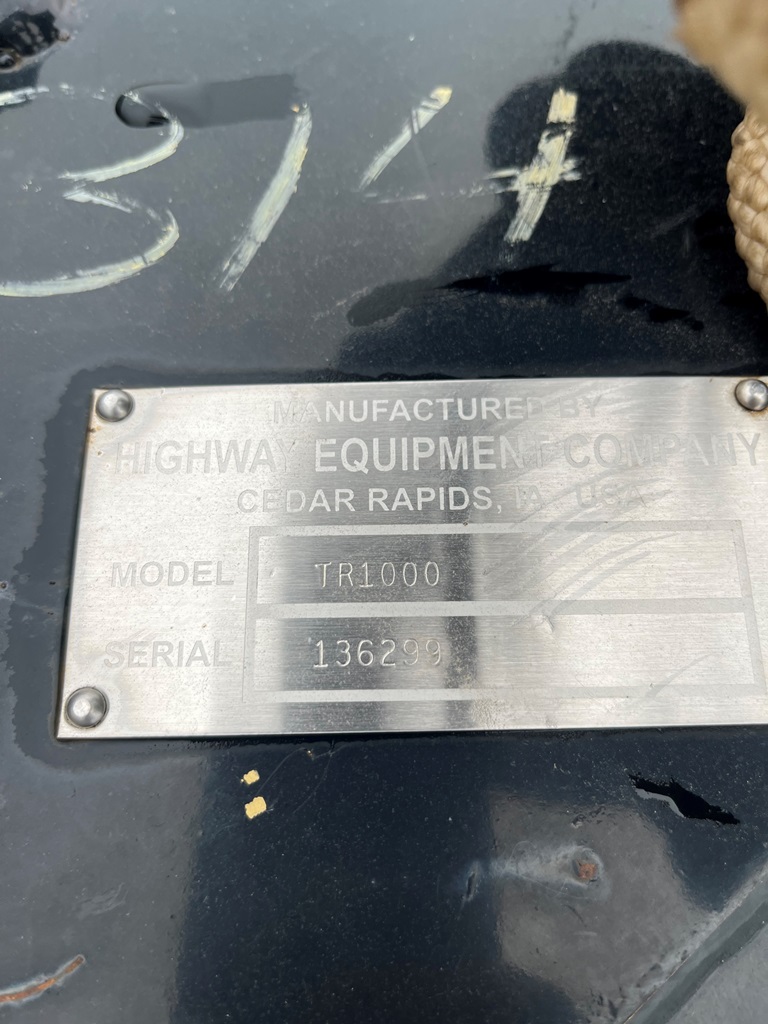 MANUFACTURED BY
HIGHWAY EQUIPMENT COMPANY
CEDAR RAPIDS, IA USA
MODEL TR1000
SERIAL 136299